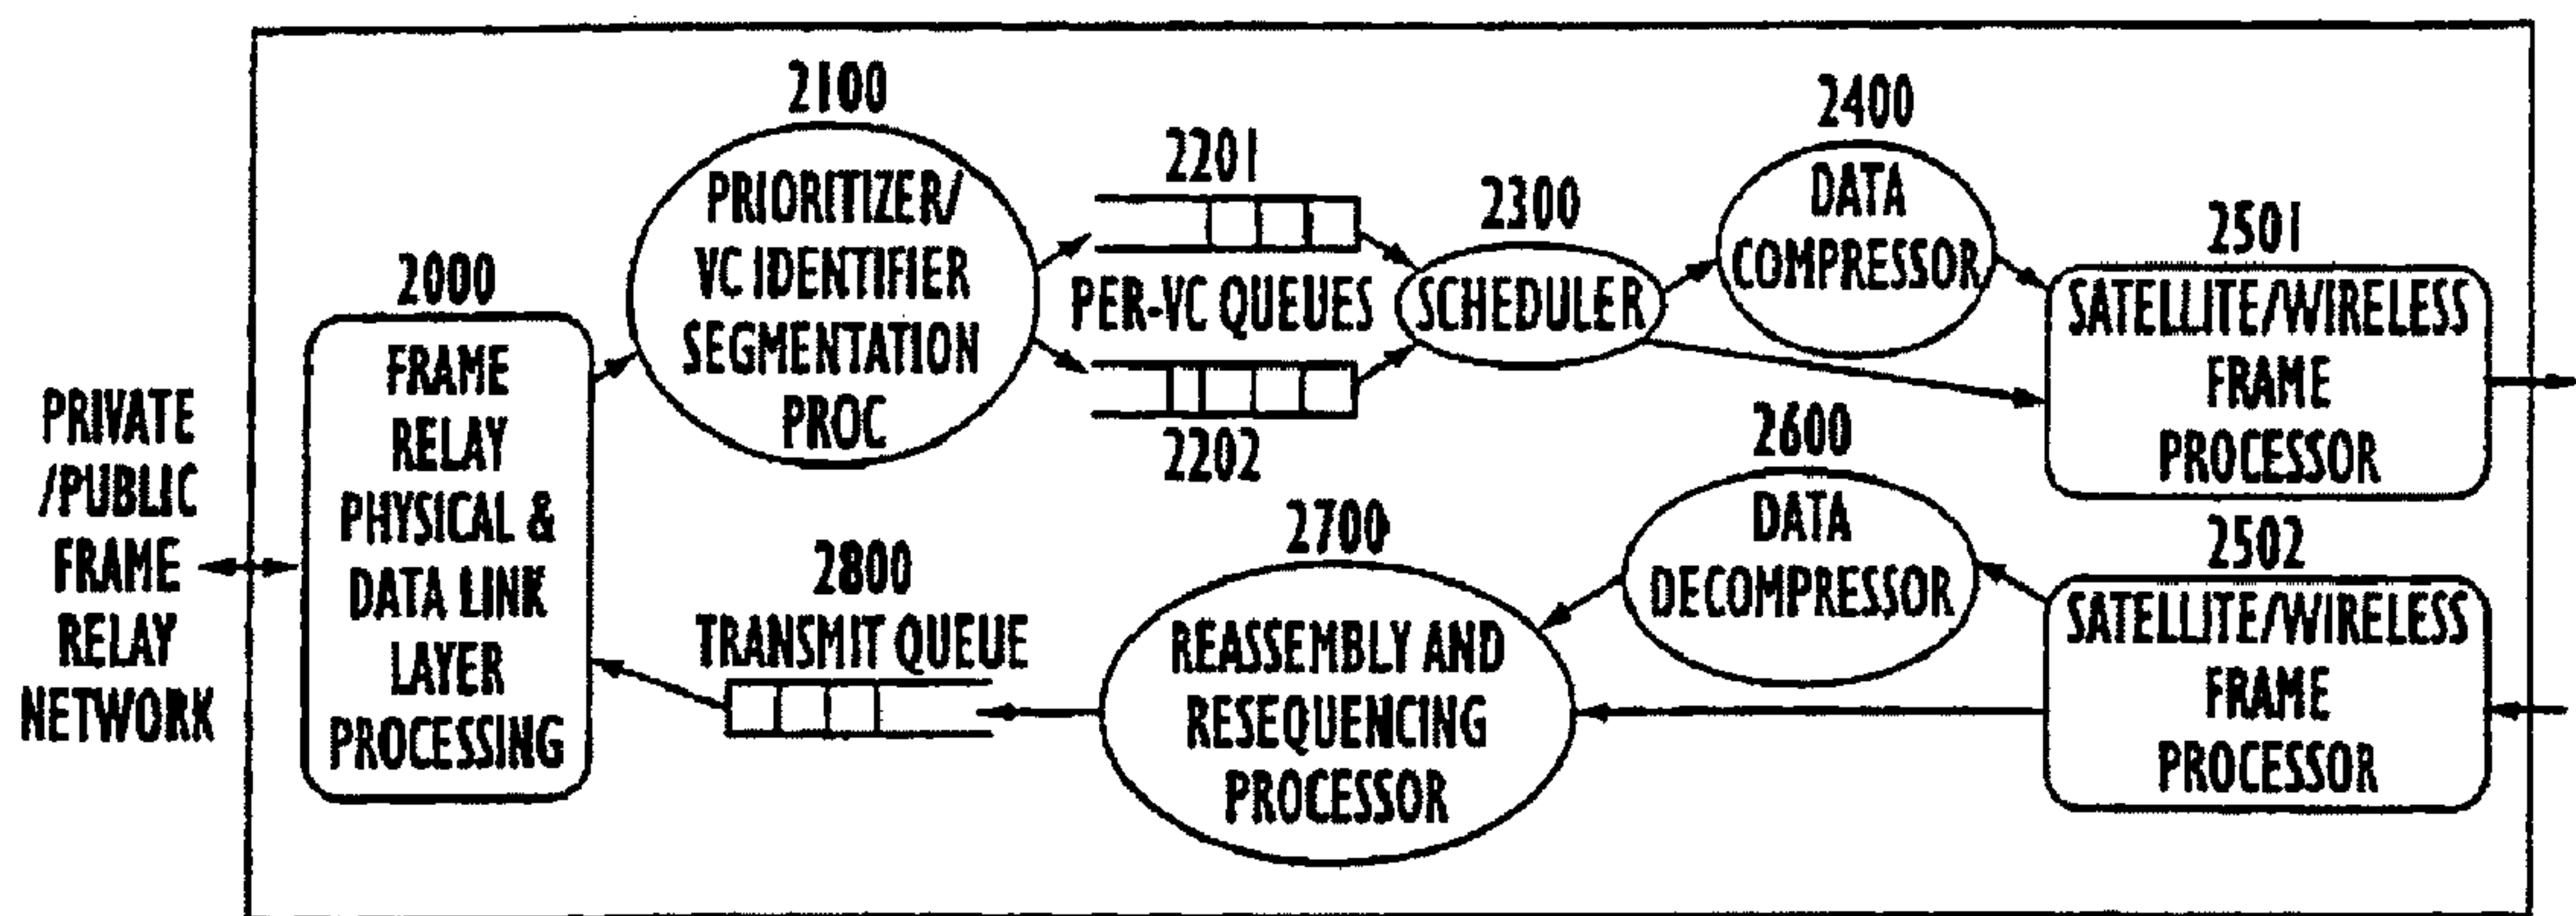 PRIVATE
/PUBLIC
FRAME
RELAY
NETWORK
2000
FRAME
RELAY
PHYSICAL &
DATA LINK
LAYER
PROCESSING
2100
PRIORITIZER/
VC IDENTIFIER
SEGMENTATION
PROC
2201
PER-VC QUEUES
2202
2300
SCHEDULER
2400
DATA
COMPRESSOR
2501
SATELLITE/WIRELESS
FRAME
PROCESSOR
2502
SATELLITE/WIRELESS
FRAME
PROCESSOR
2600
DATA
DECOMPRESSOR
2700
REASSEMBLY AND
RESEQUENCING
PROCESSOR
2800
TRANSMIT QUEUE